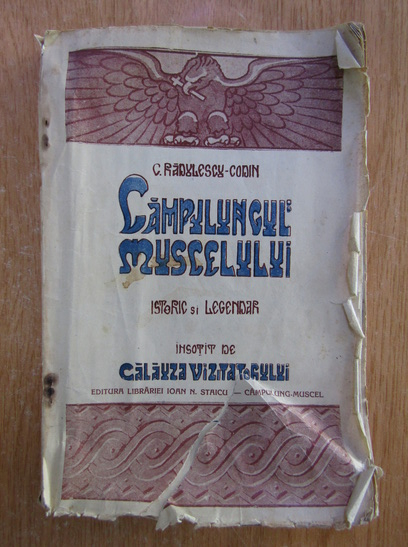 C. RĂDULESCU-CODIN
CÂMPULUNGUL
MUSCELULUI
ISTORIC ȘI LEGENDAR
ÎNSOȚIT DE
CĂLĂUZA VIZITATORULUI
EDITURA LIBRĂRIEI IOAN N. STAICU — CÂMPULUNG-MUSCEL